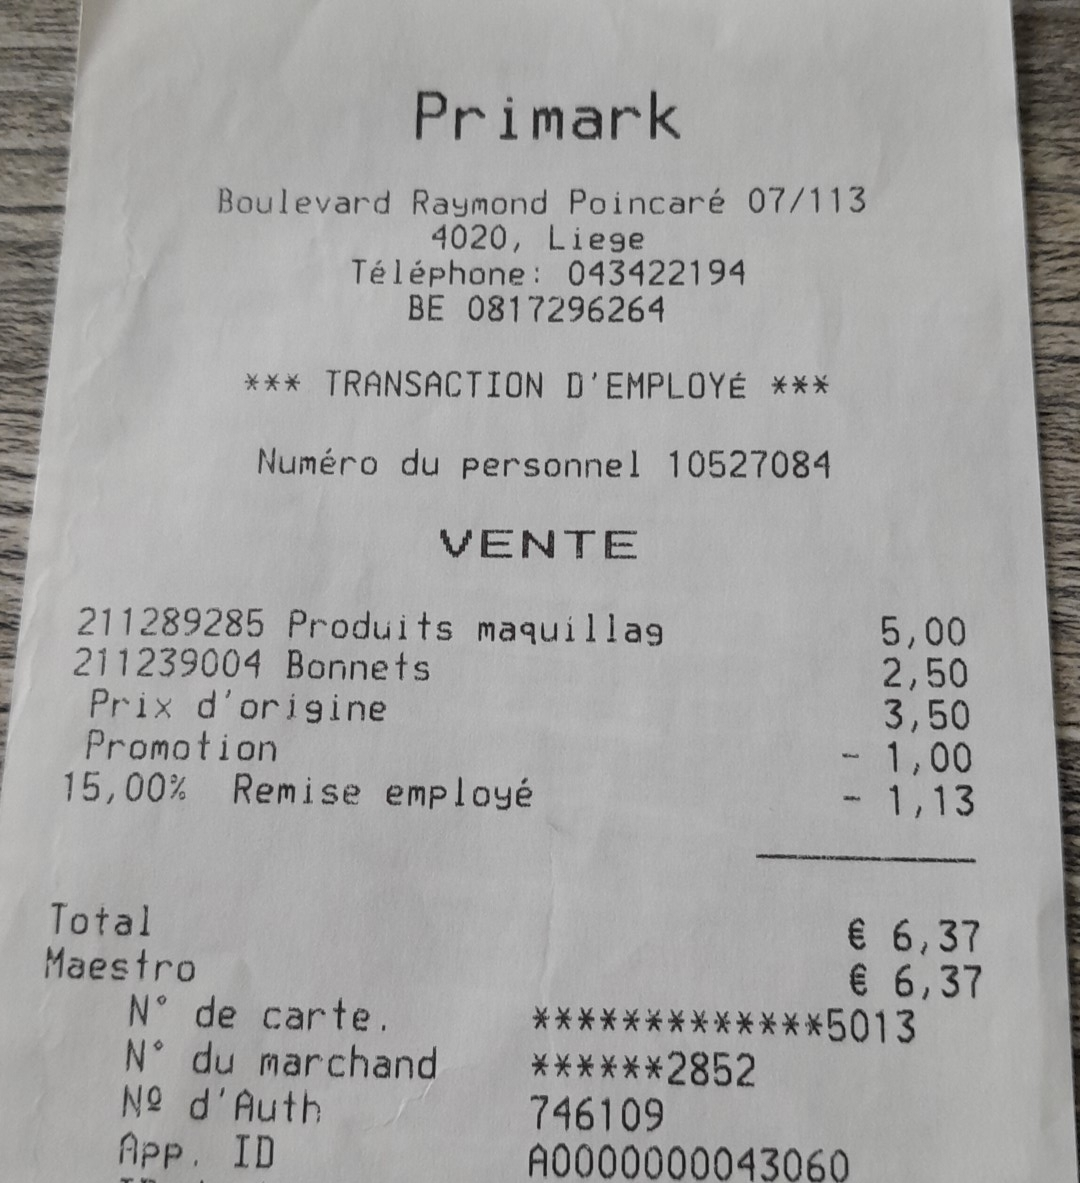 Primark
Boulevard Raymond Poincaré 07/113
4020, Liege
Téléphone: 043422194
BE 0817296264
*** TRANSACTION D'EMPLOYÉ ***
Numéro du personnel 10527084
VENTE
211289285 Produits maquillag 5,00
211239004 Bonnets 2,50
Prix d'origine 3,50
Promotion - 1,00
15,00% Remise employé - 1,13
Total € 6,37
Maestro € 6,37
N° de carte. *************5013
N° du marchand ******2852
Nº d'Auth 746109
App. ID A0000000043060